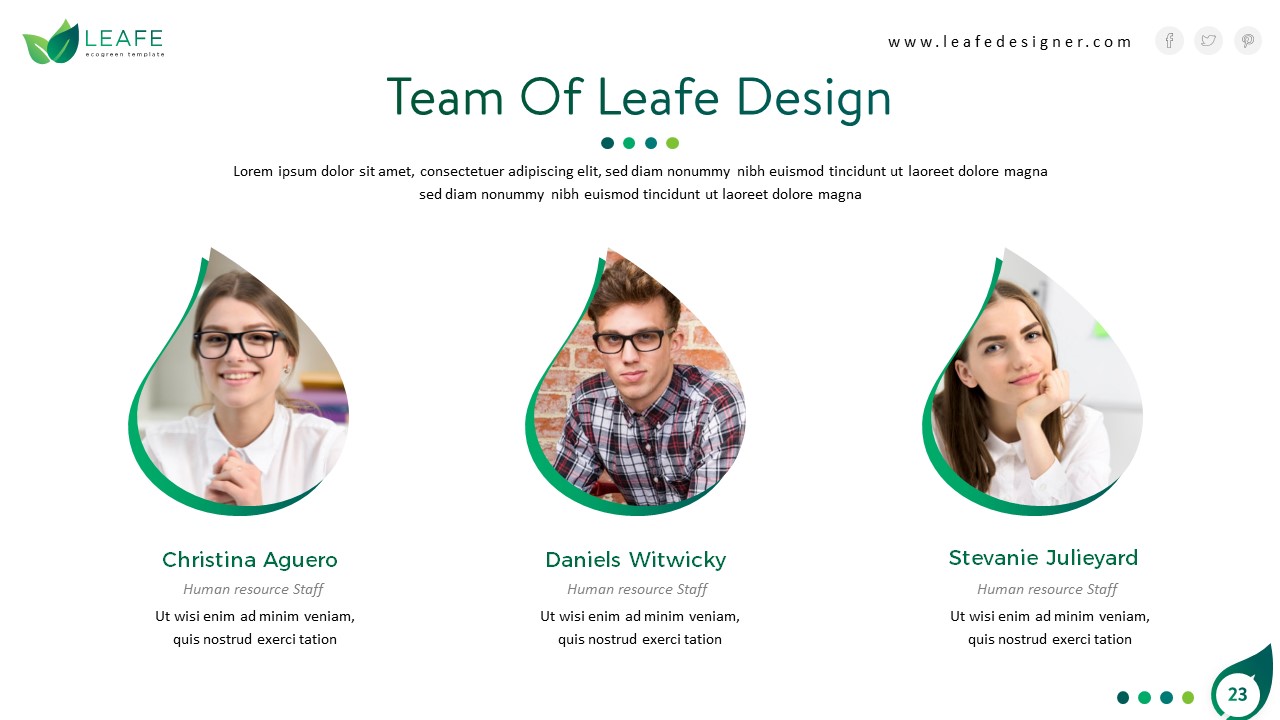 LEAFE
ecogreen template
www.leafedesigner.com
Team Of Leafe Design
Lorem ipsum dolor sit amet, consectetuer adipiscing elit, sed diam nonummy nibh euismod tincidunt ut laoreet dolore magna
sed diam nonummy nibh euismod tincidunt ut laoreet dolore magna
Christina Aguero
Human resource Staff
Ut wisi enim ad minim veniam,
quis nostrud exerci tation
Daniels Witwicky
Human resource Staff
Ut wisi enim ad minim veniam,
quis nostrud exerci tation
Stevanie Julieyard
Human resource Staff
Ut wisi enim ad minim veniam,
quis nostrud exerci tation
23